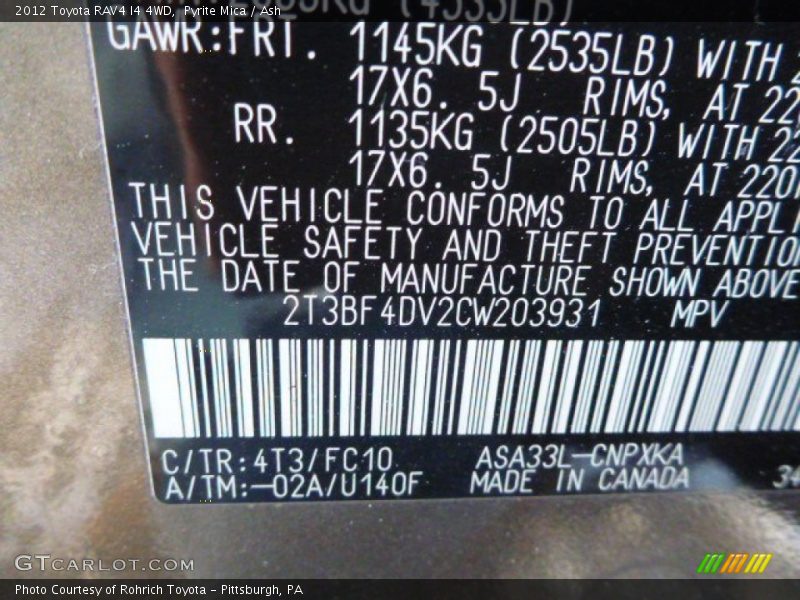 2012 Toyota RAV4 I4 4WD, Pyrite Mica / Ash
(4535LB)
GAWR:FRT. 1145KG (2535LB) WITH
17X6. 5J RIMS, AT
RR. 1135KG (2505LB) WITH
17X6. 5J RIMS, AT
THIS VEHICLE CONFORMS TO ALL
VEHICLE SAFETY AND THEFT PREVENTION
THE DATE OF MANUFACTURE SHOWN ABOVE
2T3BF4DV2CW203931 MPV
C/TR:4T3/FC10 ASA33L-CNPXKA
A/TM:-02A/U140F MADE IN CANADA
GTCARLOT.COM
Photo Courtesy of Rohrich Toyota - Pittsburgh, PA